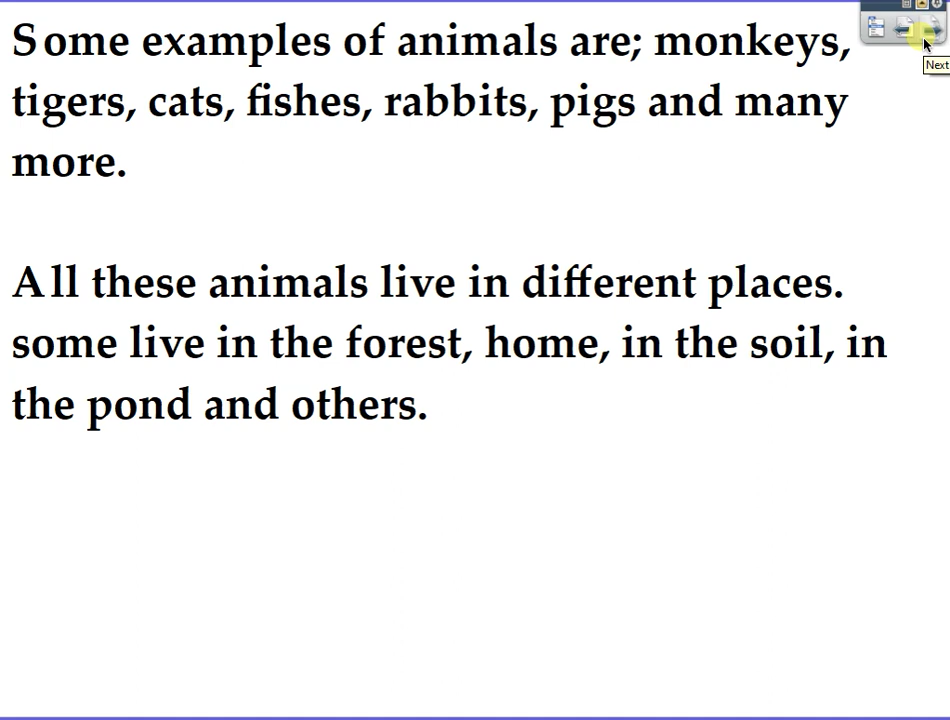 Some examples of animals are; monkeys,
tigers, cats, fishes, rabbits, pigs and many
more.
All these animals live in different places.
some live in the forest, home, in the soil, in
the pond and others.
Next